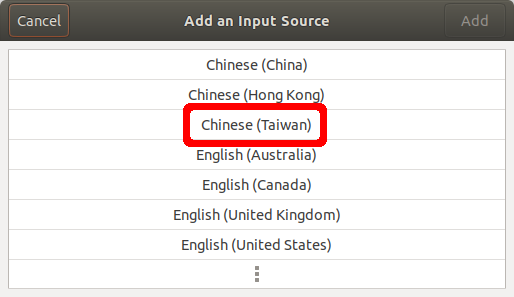 Cancel Add an Input Source Add
Chinese (China)
Chinese (Hong Kong)
Chinese (Taiwan)
English (Australia)
English (Canada)
English (United Kingdom)
English (United States)